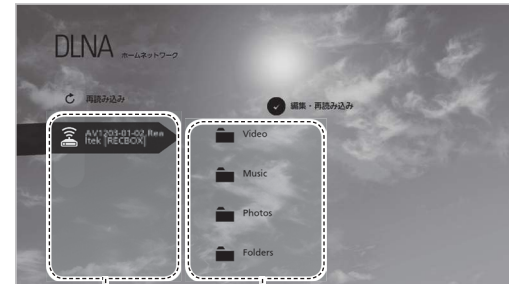 DLNA ホームネットワーク
再読み込み
編集・再読み込み
AV1203-01-02,Rea
ltek [RECBOX]
Video
Music
Photos
Folders